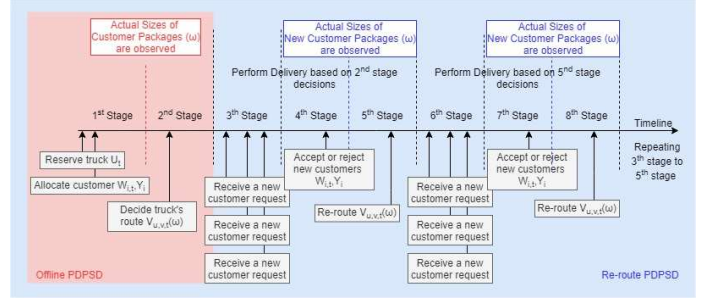 Actual Sizes of
Customer Packages (ω)
are observed
Actual Sizes of
New Customer Packages (ω)
are observed
Actual Sizes of
New Customer Packages (ω)
are observed
Perform Delivery based on 2nd stage
decisions
Perform Delivery based on 5nd stage
decisions
1st Stage
2nd Stage
3th Stage
4th Stage
5th Stage
6th Stage
7th Stage
8th Stage
Timeline
Repeating
3th stage to
5th stage
Reserve truck Ut
Allocate customer Wi,t,Yi
Decide truck's
route Vu,v,t(ω)
Receive a new
customer request
Receive a new
customer request
Receive a new
customer request
Accept or reject
new customers
Wi,t,Yi
Re-route Vu,v,t(ω)
Receive a new
customer request
Receive a new
customer request
Receive a new
customer request
Accept or reject
new customers
Wi,t,Yi
Re-route Vu,v,t(ω)
Offline PDPSD
Re-route PDPSD